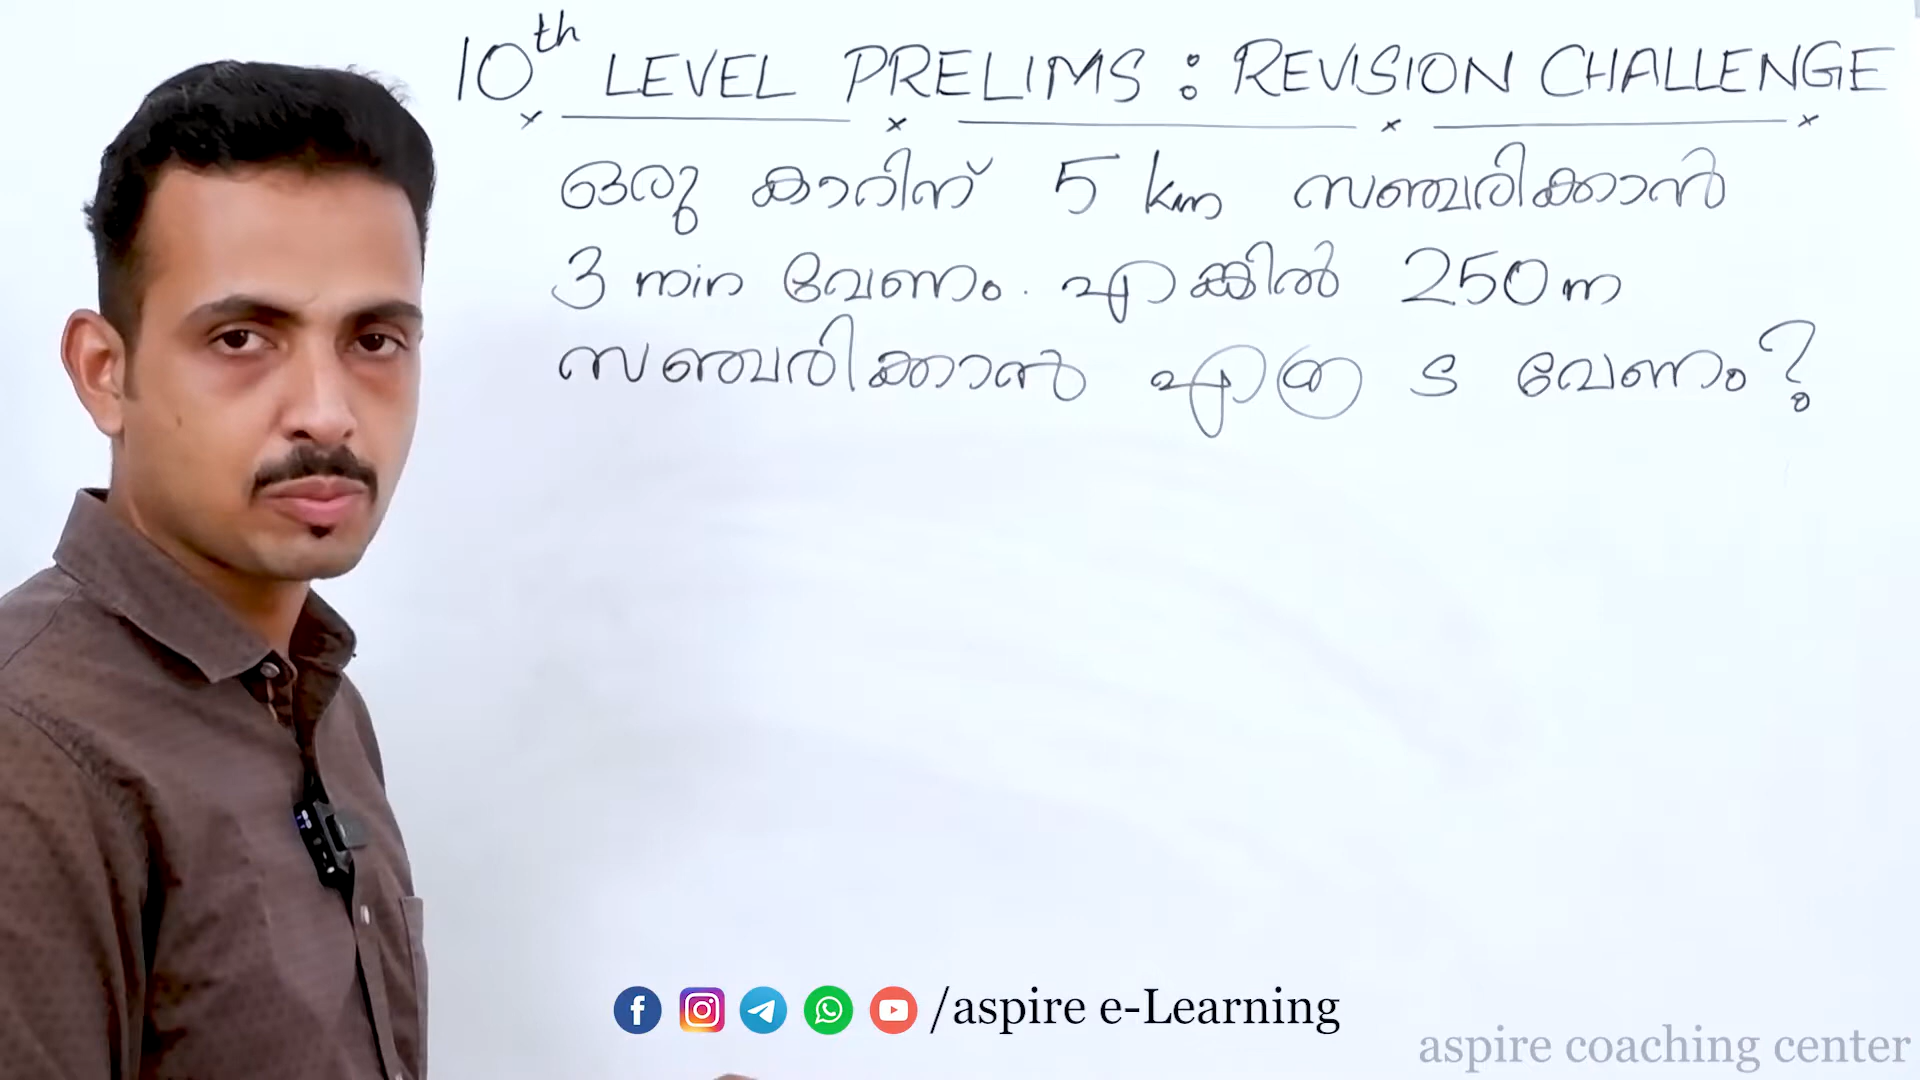 10th LEVEL PRELIMS : REVISION CHALLENGE
ഒരു കാറിന് 5 km സഞ്ചരിക്കാൻ
3 min വേണം. എങ്കിൽ 250 m
സഞ്ചരിക്കാൻ എത്ര s വേണം?
/aspire e-Learning
aspire coaching center